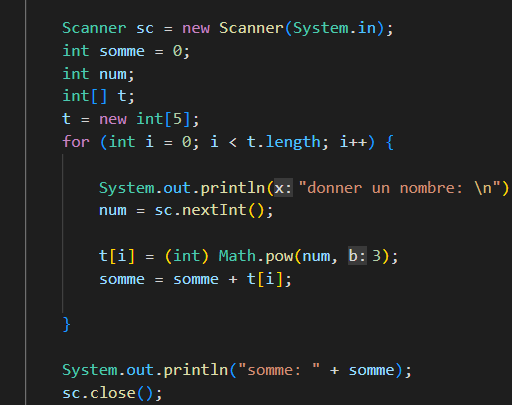 Scanner sc = new Scanner(System.in);
int somme = 0;
int num;
int[] t;
t = new int[5];
for (int i = 0; i < t.length; i++) {
System.out.println(x: "donner un nombre: \n")
num = sc.nextInt();
t[i] = (int) Math.pow(num, b: 3);
somme = somme + t[i];
}
System.out.println("somme: " + somme);
sc.close();